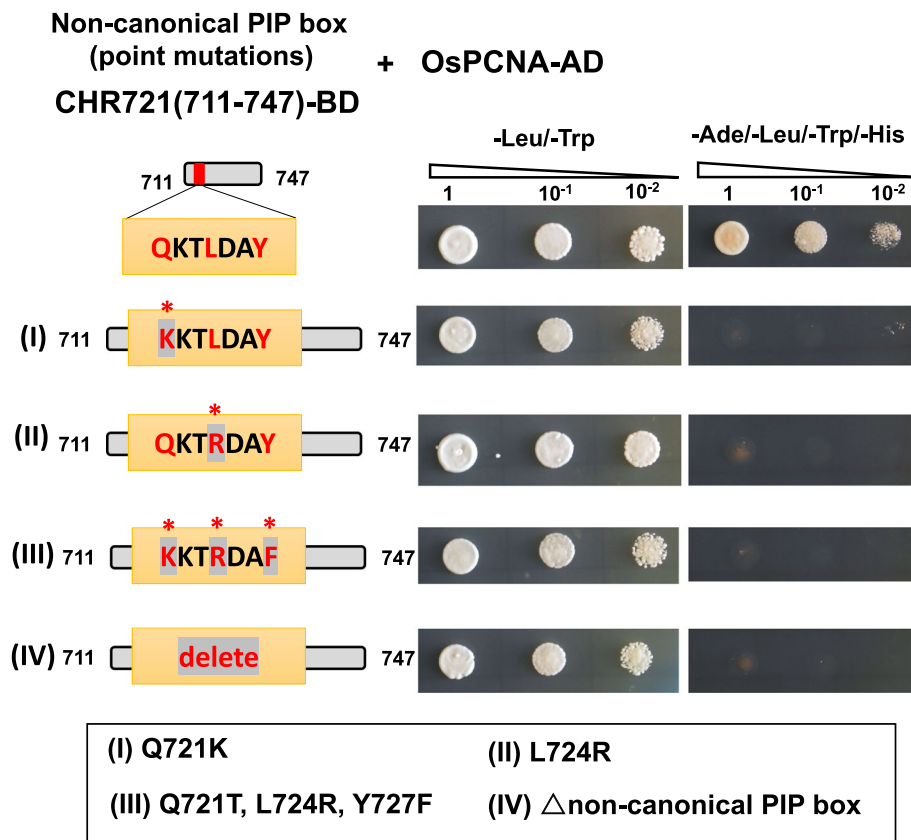 Non-canonical PIP box
(point mutations)
+ OsPCNA-AD
CHR721(711-747)-BD
-Leu/-Trp
-Ade/-Leu/-Trp/-His
1 10-1 10-2
1 10-1 10-2
711 747
QKTLDAY
*
(I) 711 KKTLDAY 747
*
(II) 711 QKTRDAY 747
* * *
(III) 711 KKTRDAF 747
(IV) 711 delete 747
(I) Q721K
(II) L724R
(III) Q721T, L724R, Y727F
(IV) △non-canonical PIP box